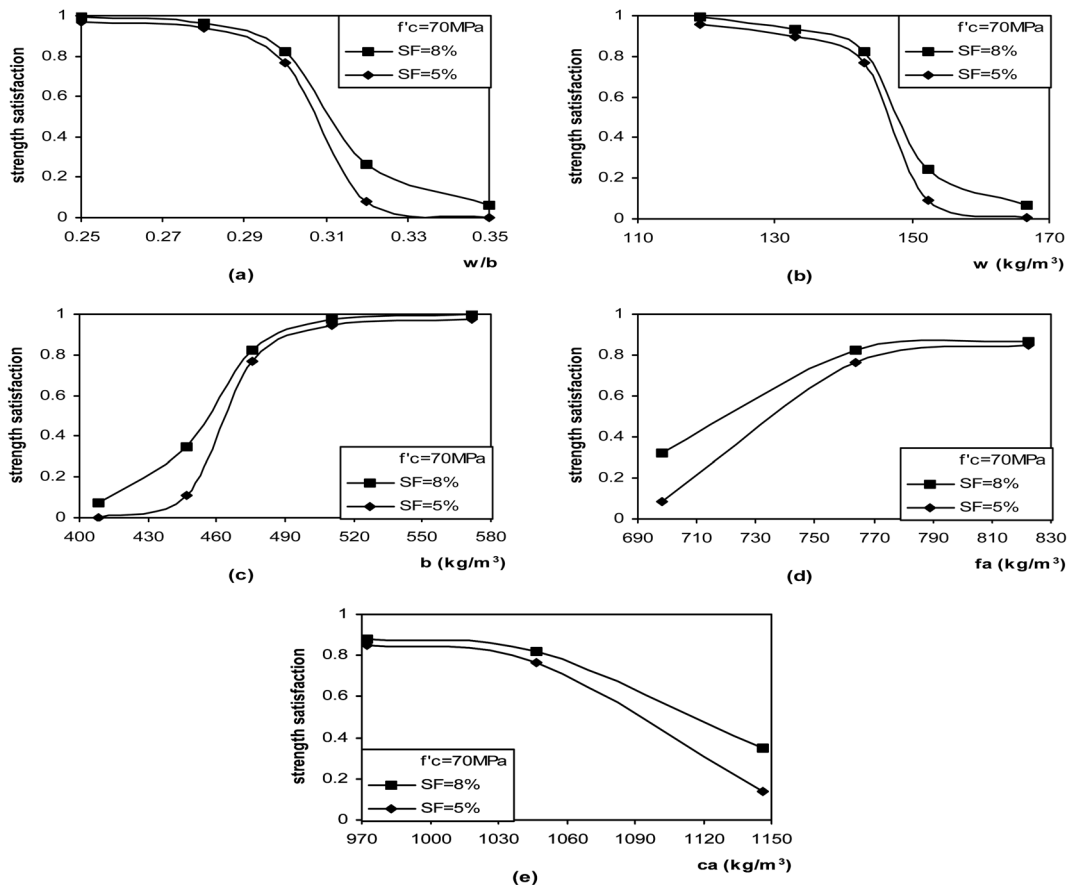 strength satisfaction
1
0.8
0.6
0.4
0.2
0
f'c=70MPa
SF=8%
SF=5%
0.25 0.27 0.29 0.31 0.33 0.35
w/b
(a)
strength satisfaction
1
0.8
0.6
0.4
0.2
0
f'c=70MPa
SF=8%
SF=5%
110 130 150 170
w (kg/m³)
(b)
strength satisfaction
1
0.8
0.6
0.4
0.2
0
f'c=70MPa
SF=8%
SF=5%
400 430 460 490 520 550 580
b (kg/m³)
(c)
strength satisfaction
1
0.8
0.6
0.4
0.2
0
f'c=70MPa
SF=8%
SF=5%
690 710 730 750 770 790 810 830
fa (kg/m³)
(d)
strength satisfaction
1
0.8
0.6
0.4
0.2
0
f'c=70MPa
SF=8%
SF=5%
970 1000 1030 1060 1090 1120 1150
ca (kg/m³)
(e)